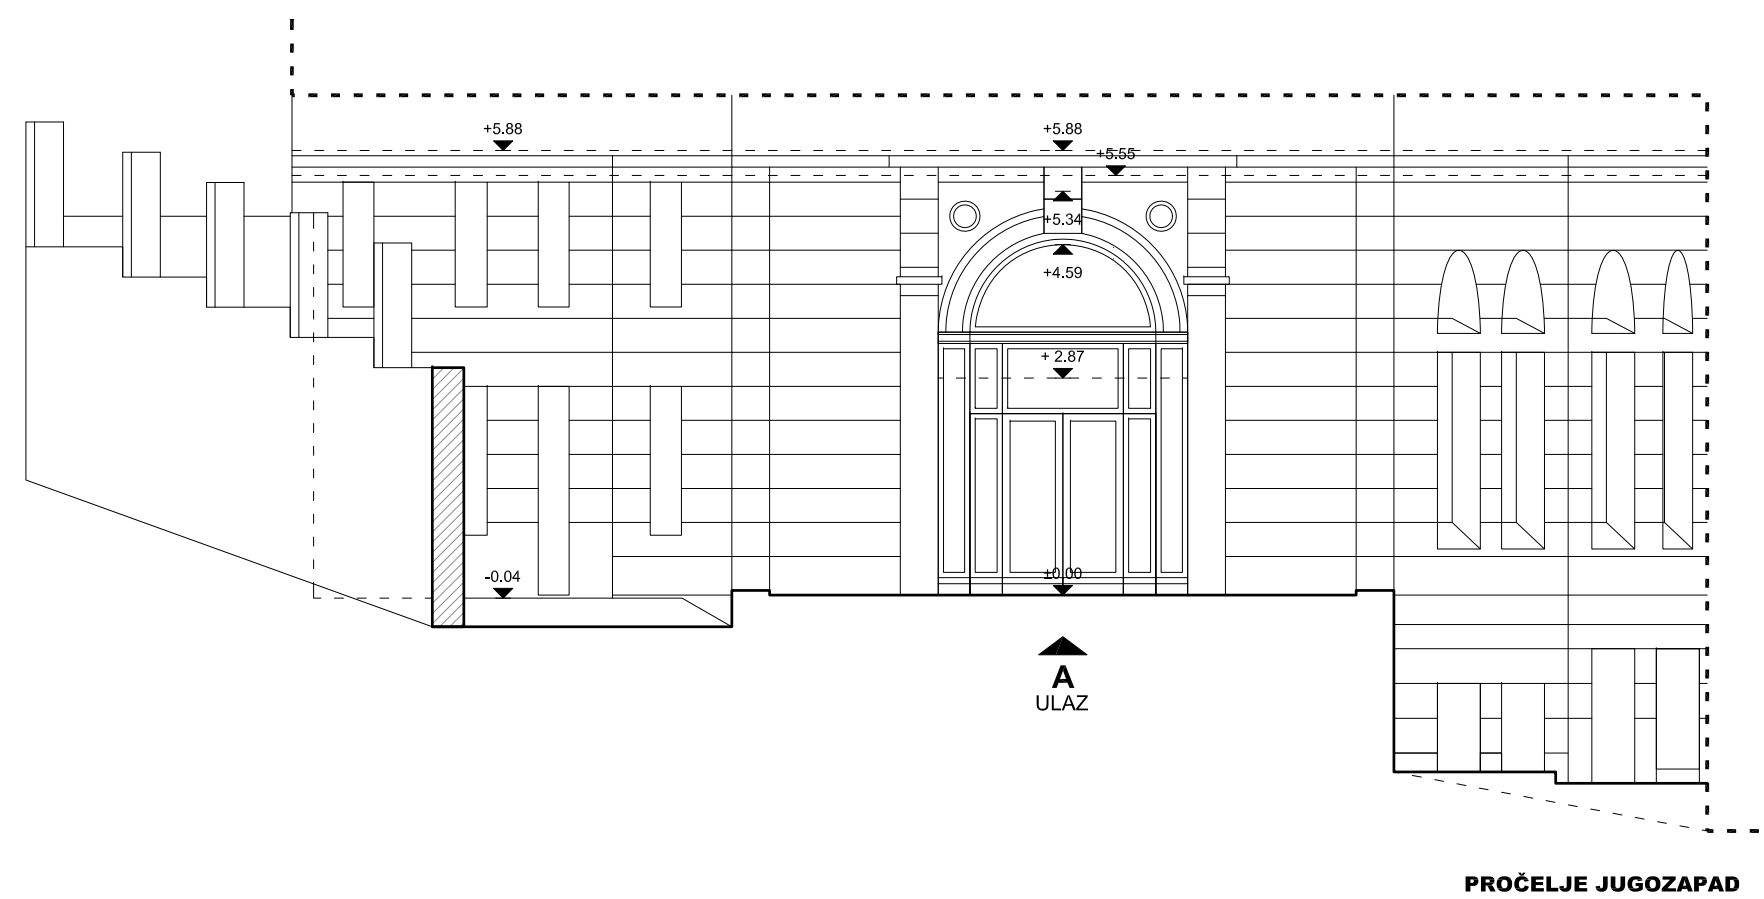 +5.88
+5.88
+5.55
+5.34
+4.59
+ 2.87
-0.04
±0.00
A
ULAZ
PROČELJE JUGOZAPAD